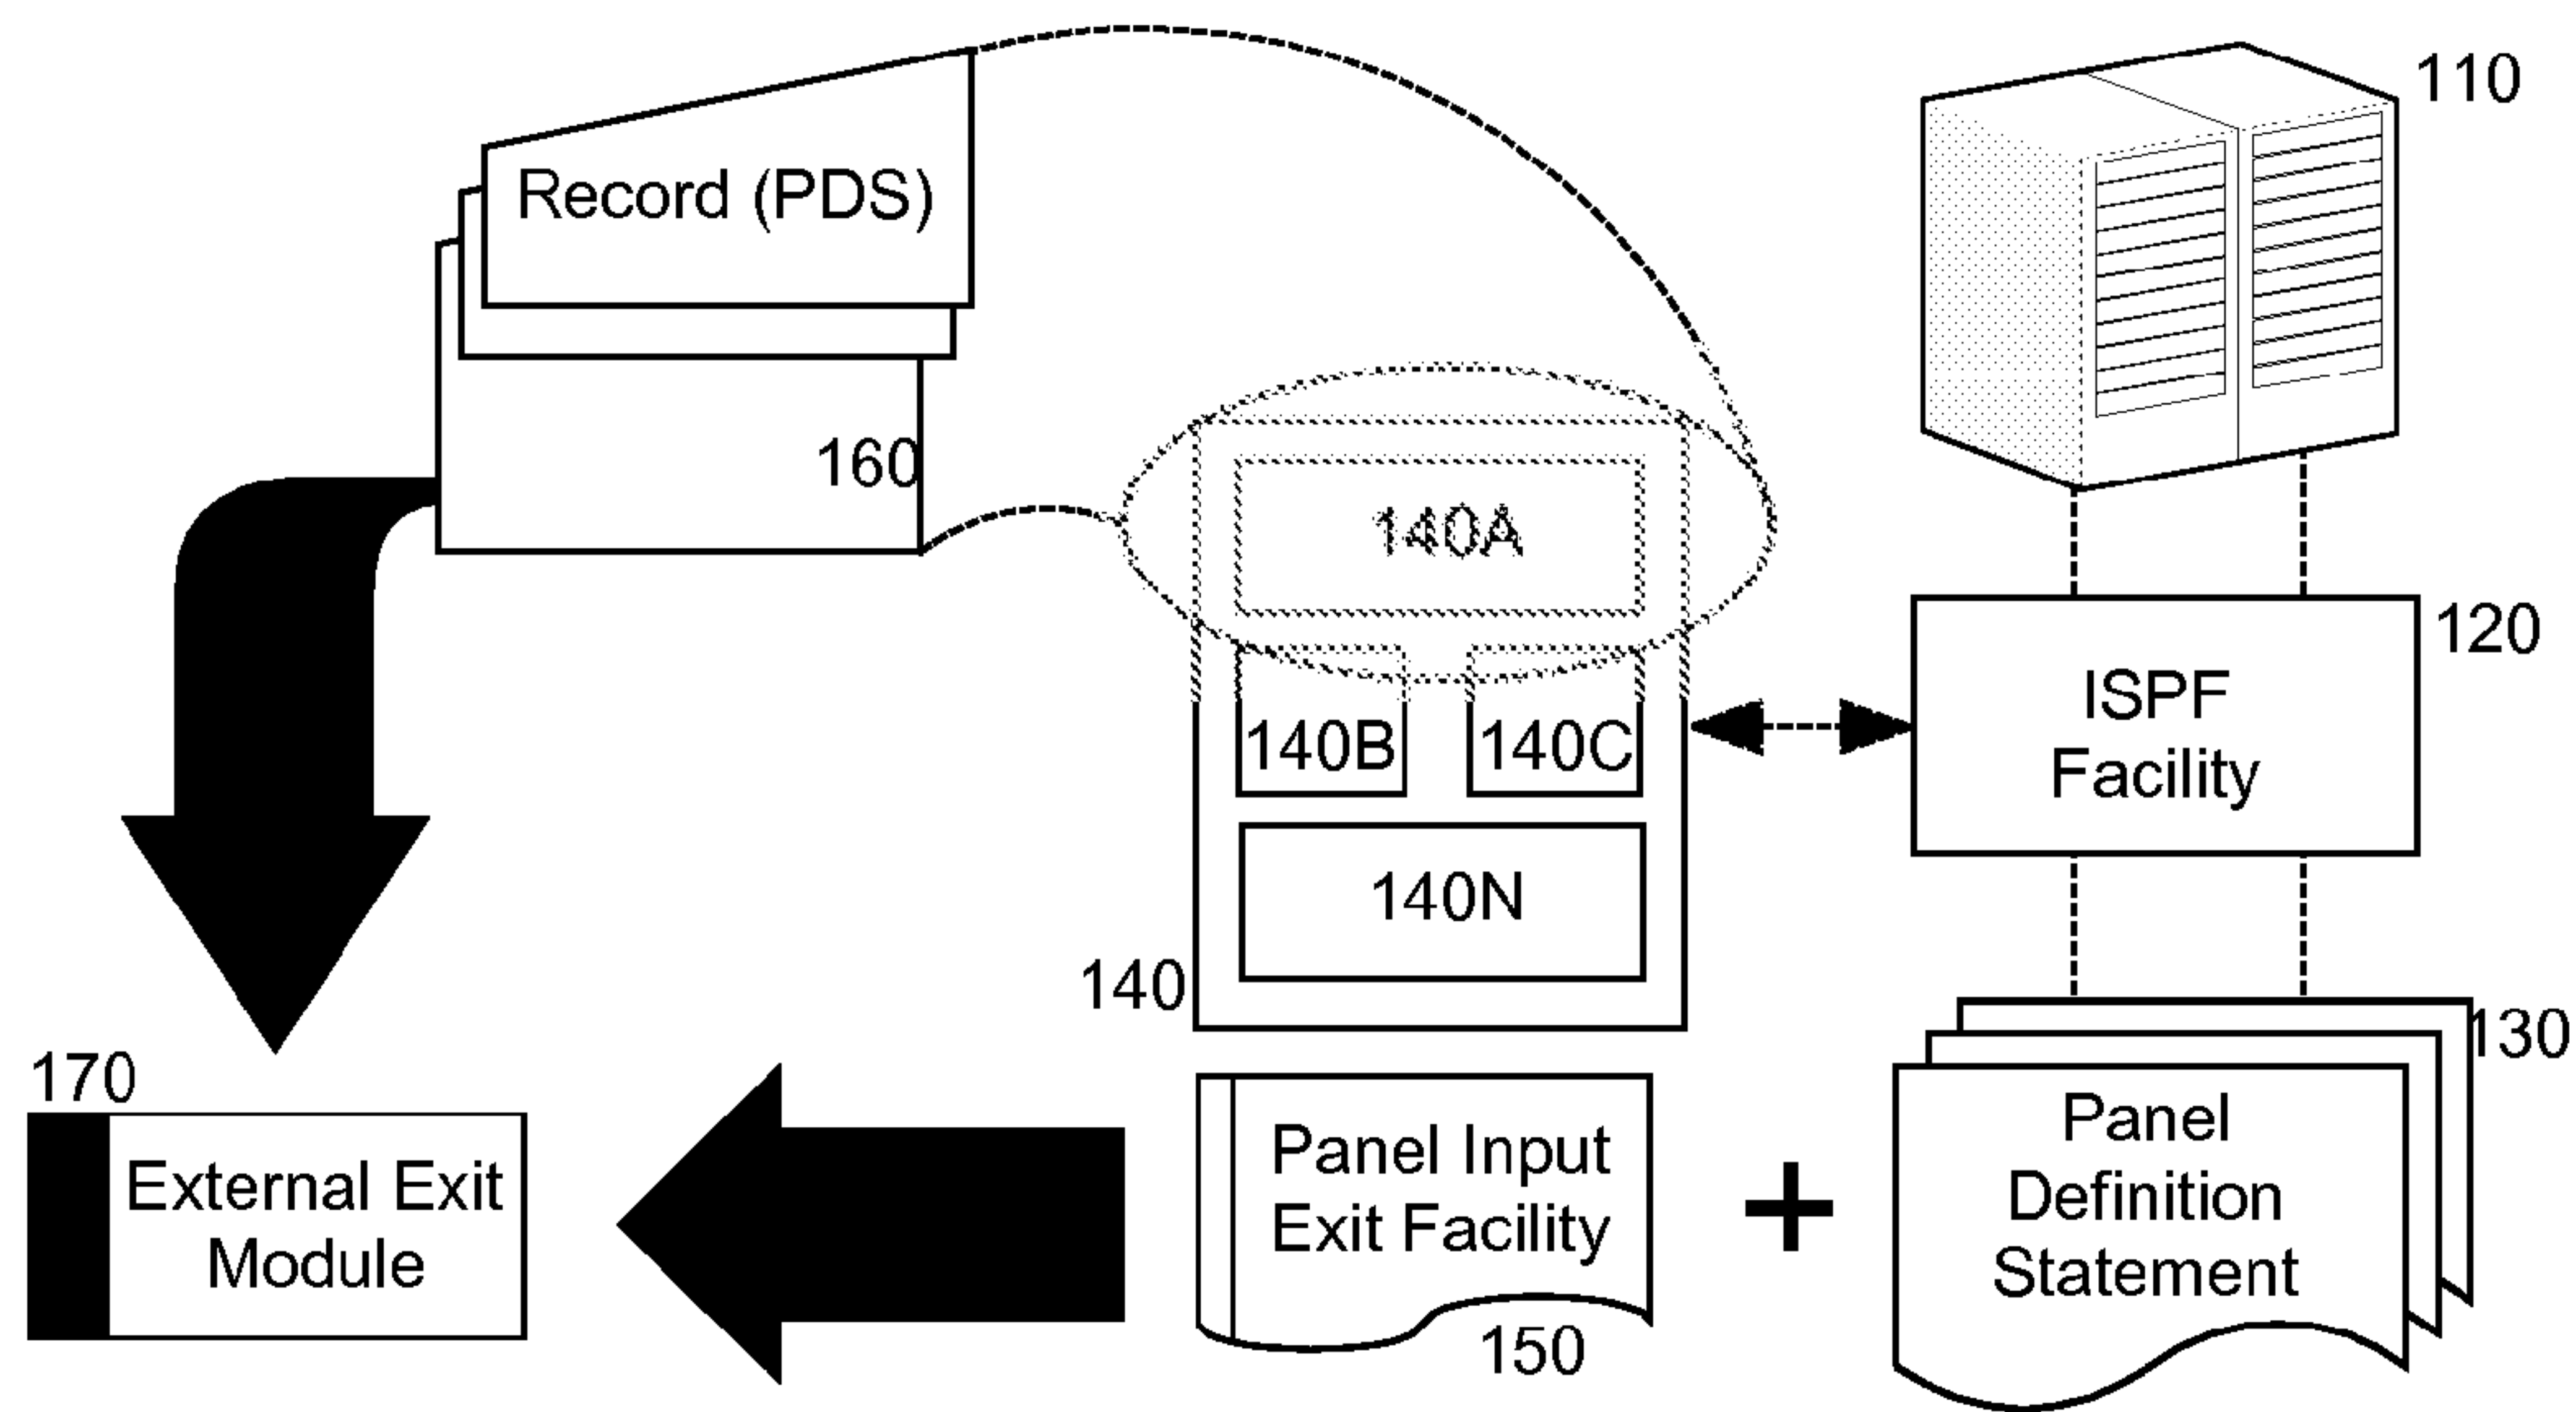 110
Record (PDS)
160
140A
120
ISPF
Facility
140B
140C
140N
140
130
Panel
Definition
Statement
170
External Exit
Module
Panel Input
Exit Facility
150
+